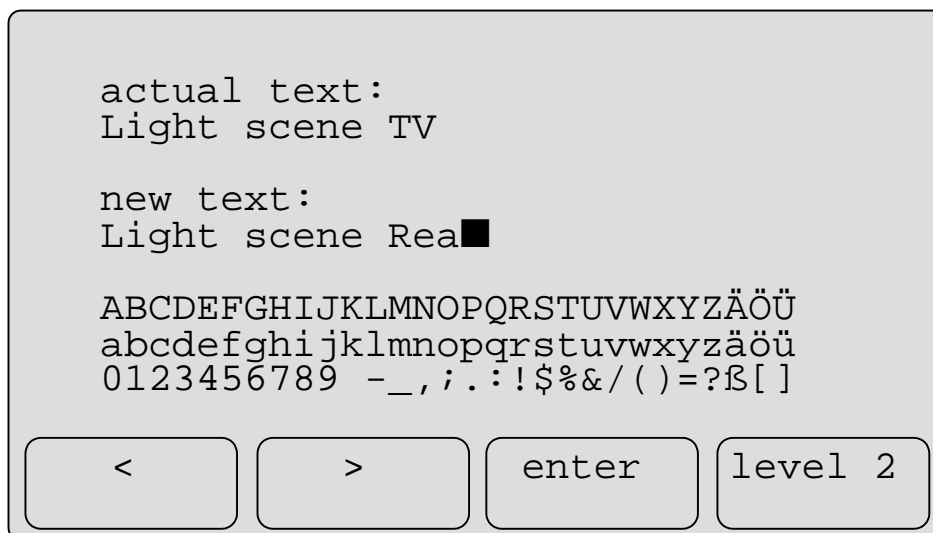 actual text:
Light scene TV
new text:
Light scene Rea
ABCDEFGHIJKLMNOPQRSTUVWXYZÄÖÜ
abcdefghijklmnopqrstuvwxyzäöü
0123456789 -_,;.:!$%&/()=?ß[]
< > enter level 2